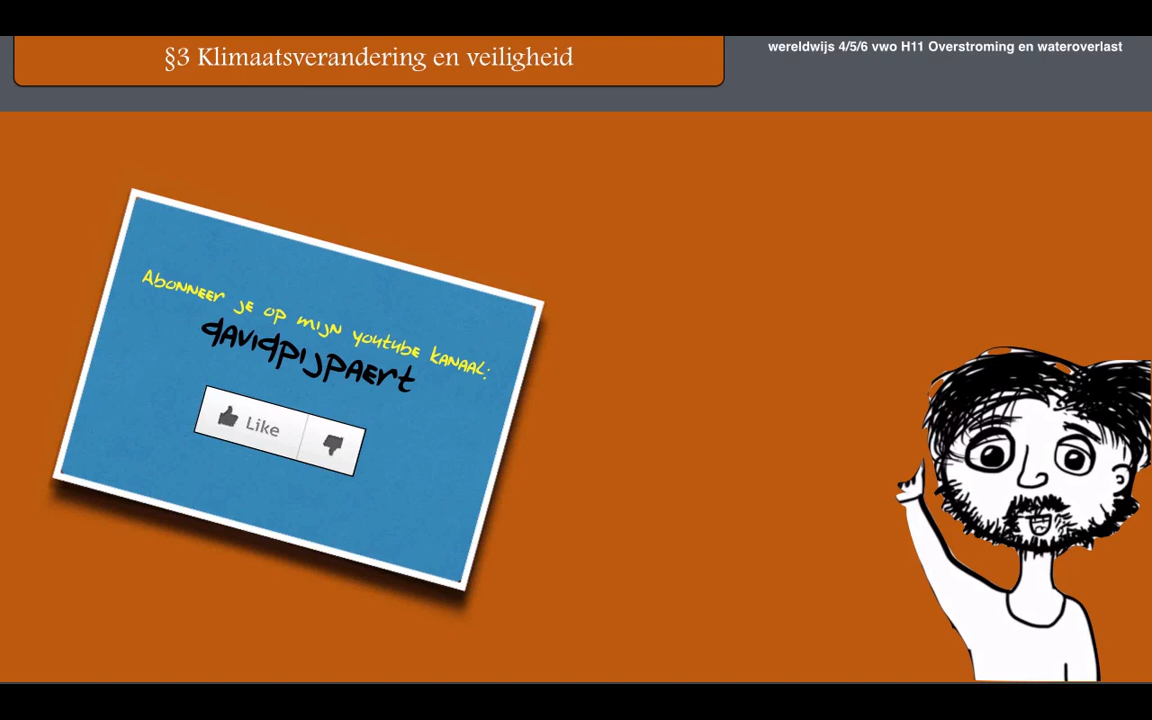 §3 Klimaatsverandering en veiligheid
wereldwijs 4/5/6 vwo H11 Overstroming en wateroverlast
Abonneer je op mijn youtube kanaal:
davidpijpaert
Like